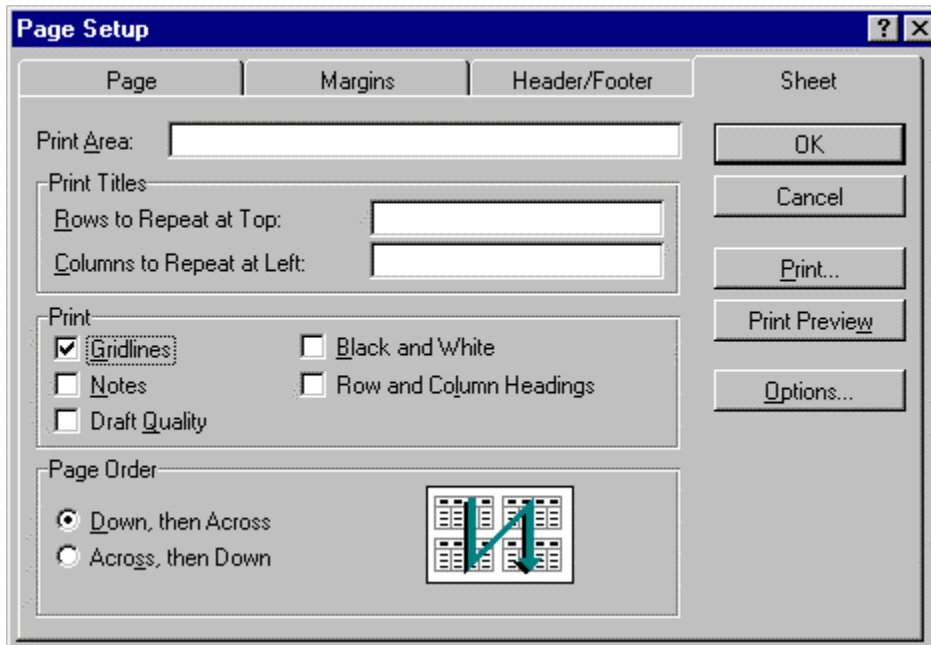 Page Setup
Page Margins Header/Footer Sheet
Print Area:
OK
Print Titles
Cancel
Rows to Repeat at Top:
Columns to Repeat at Left:
Print...
Print
Print Preview
Gridlines Black and White
Notes Row and Column Headings
Options...
Draft Quality
Page Order
Down, then Across
Across, then Down